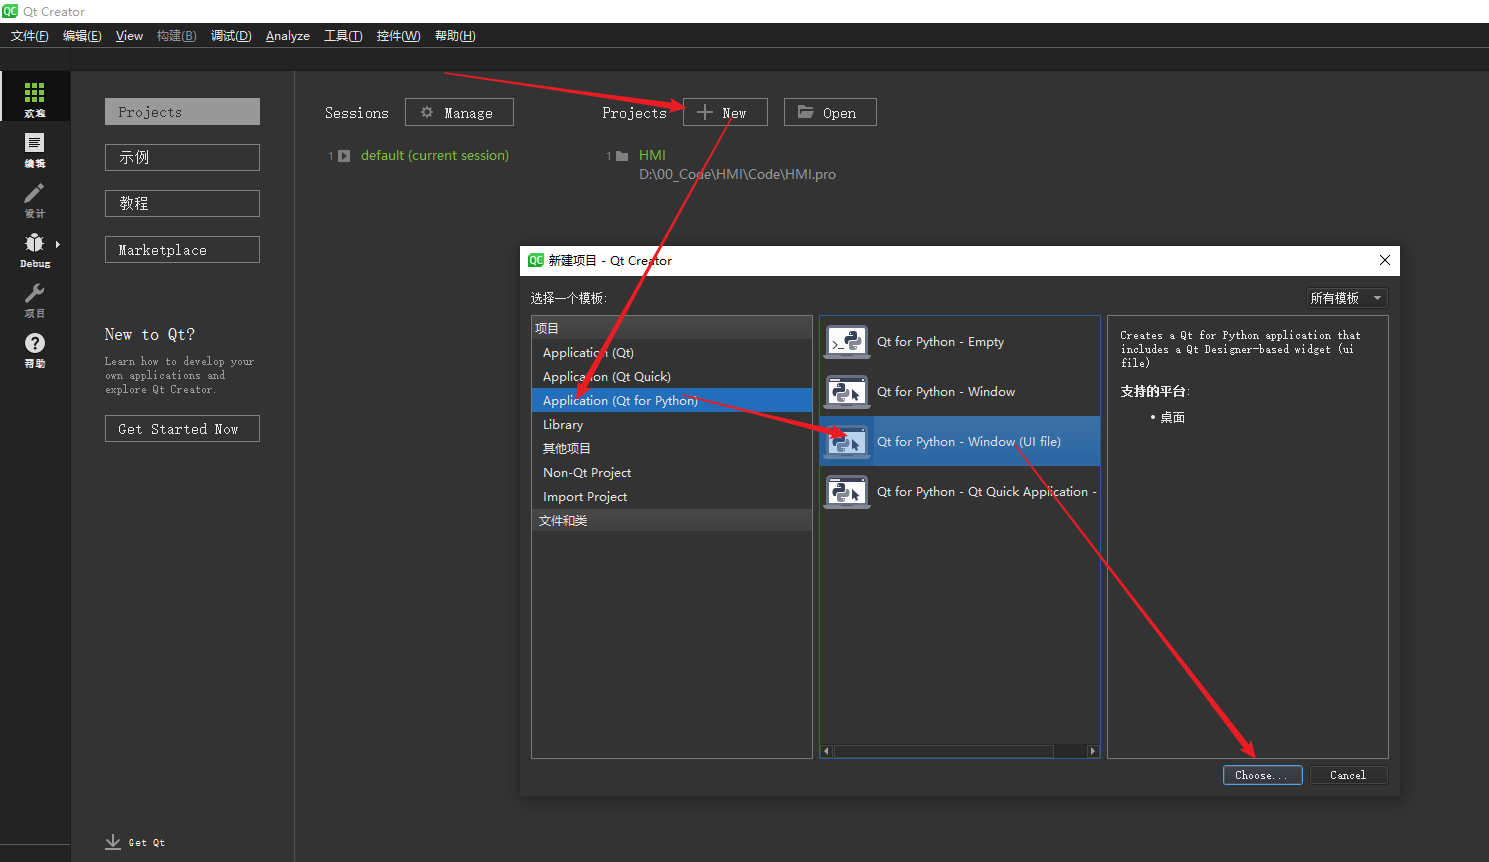 Qt Creator
文件(F) 编辑(E) View 构建(B) 调试(D) Analyze 工具(T) 控件(W) 帮助(H)
欢迎
编辑
设计
Debug
项目
帮助
Projects
示例
教程
Marketplace
New to Qt?
Learn how to develop your
own applications and
explore Qt Creator.
Get Started Now
Get Qt
Sessions Manage
1 default (current session)
Projects New Open
1 HMI
D:\00_Code\HMI\Code\HMI.pro
新建项目 - Qt Creator
选择一个模板:
所有模板
项目
Application (Qt)
Application (Qt Quick)
Application (Qt for Python)
Library
其他项目
Non-Qt Project
Import Project
文件和类
Qt for Python - Empty
Qt for Python - Window
Qt for Python - Window (UI file)
Qt for Python - Qt Quick Application -
Creates a Qt for Python application that
includes a Qt Designer-based widget (ui
file)
支持的平台:
• 桌面
Choose...
Cancel